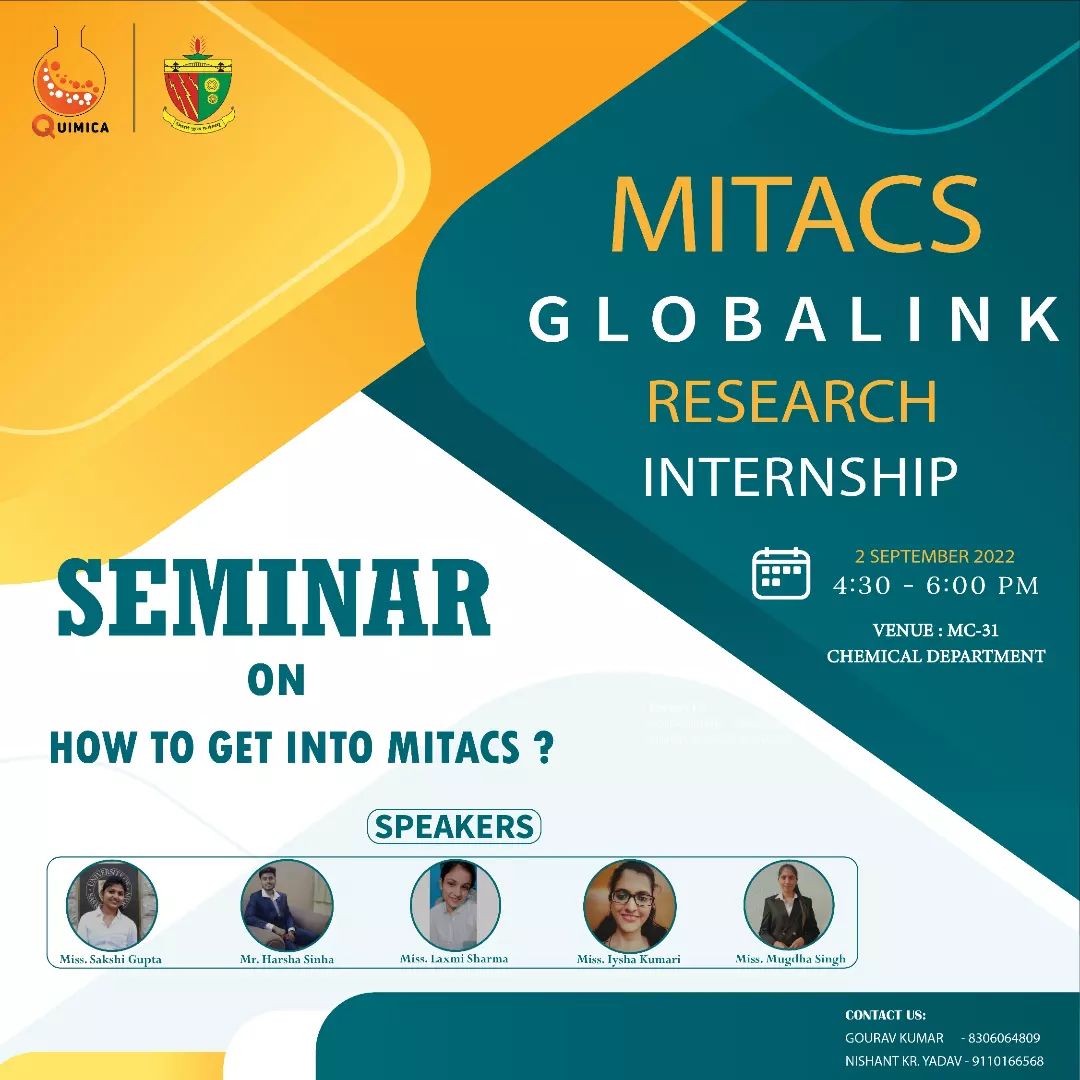 QUIMICA
MITACS
GLOBALINK
RESEARCH
INTERNSHIP
2 SEPTEMBER 2022
4:30 - 6:00 PM
VENUE : MC-31
CHEMICAL DEPARTMENT
SEMINAR
ON
HOW TO GET INTO MITACS ?
SPEAKERS
Miss. Sakshi Gupta
Mr. Harsha Sinha
Miss. Laxmi Sharma
Miss. Iysha Kumari
Miss. Mugdha Singh
CONTACT US:
GOURAV KUMAR - 8306064809
NISHANT KR. YADAV - 9110166568